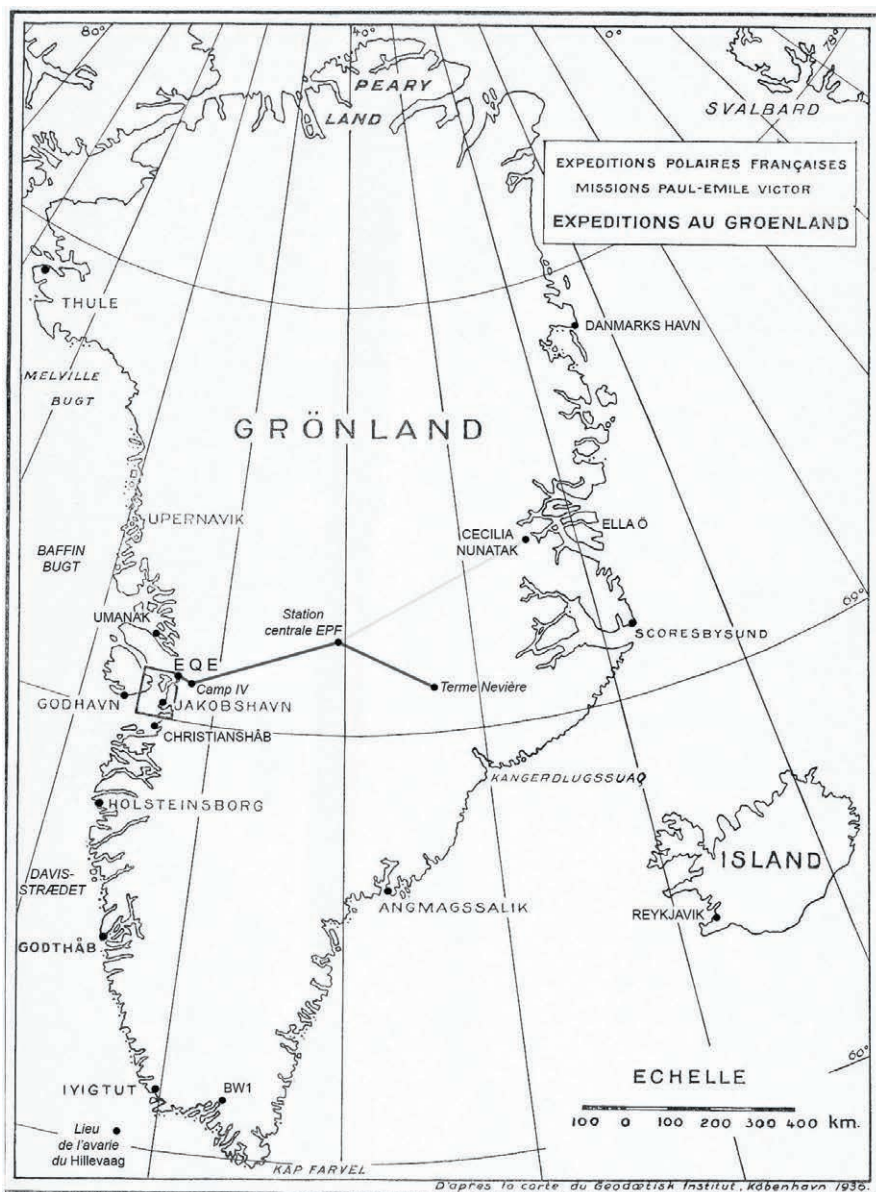 80°
40°
0°
PEARY
LAND
SVALBARD
EXPEDITIONS POLAIRES FRANÇAISES
MISSIONS PAUL-EMILE VICTOR
EXPEDITIONS AU GROENLAND
THULE
DANMARKS HAVN
MELVILLE
BUGT
GRÖNLAND
UPERNAVIK
ELLA Ö
CECILIA
NUNATAK
BAFFIN
BUGT
Station
centrale EPF
UMANAK
SCORESBYSUND
EQE
Camp IV
Terme Nevière
GODHAVN
JAKOBSHAVN
CHRISTIANSHÅB
KANGERDLUGSSUAQ
HOLSTEINSBORG
ISLAND
DAVIS-
STRÆDET
ANGMAGSSALIK
REYKJAVIK
GODTHÅB
60°
ECHELLE
IYIGTUT
BW1
100 0 100 200 300 400 km.
Lieu
de l'avarie
du Hillevaag
KAP FARVEL
D'apres la carte du Geodætisk Institut, Köbenhavn 1936.